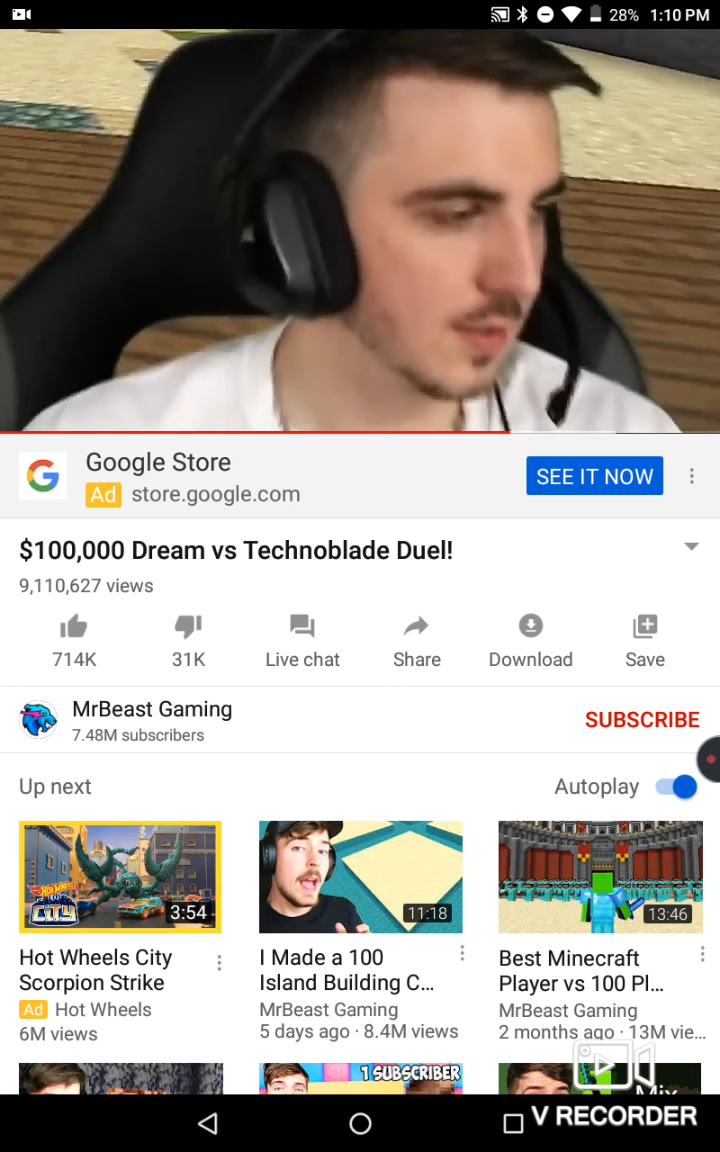 28% 1:10 PM
Google Store
Ad store.google.com
SEE IT NOW
$100,000 Dream vs Technoblade Duel!
9,110,627 views
714K
31K
Live chat
Share
Download
Save
MrBeast Gaming
7.48M subscribers
SUBSCRIBE
Up next
Autoplay
HOT WHEELS
CITY
3:54
Hot Wheels City
Scorpion Strike
Ad Hot Wheels
6M views
11:18
I Made a 100
Island Building C...
MrBeast Gaming
5 days ago · 8.4M views
13:46
Best Minecraft
Player vs 100 Pl...
MrBeast Gaming
2 months ago · 13M vie...
1 SUBSCRIBER
Mix
V RECORDER